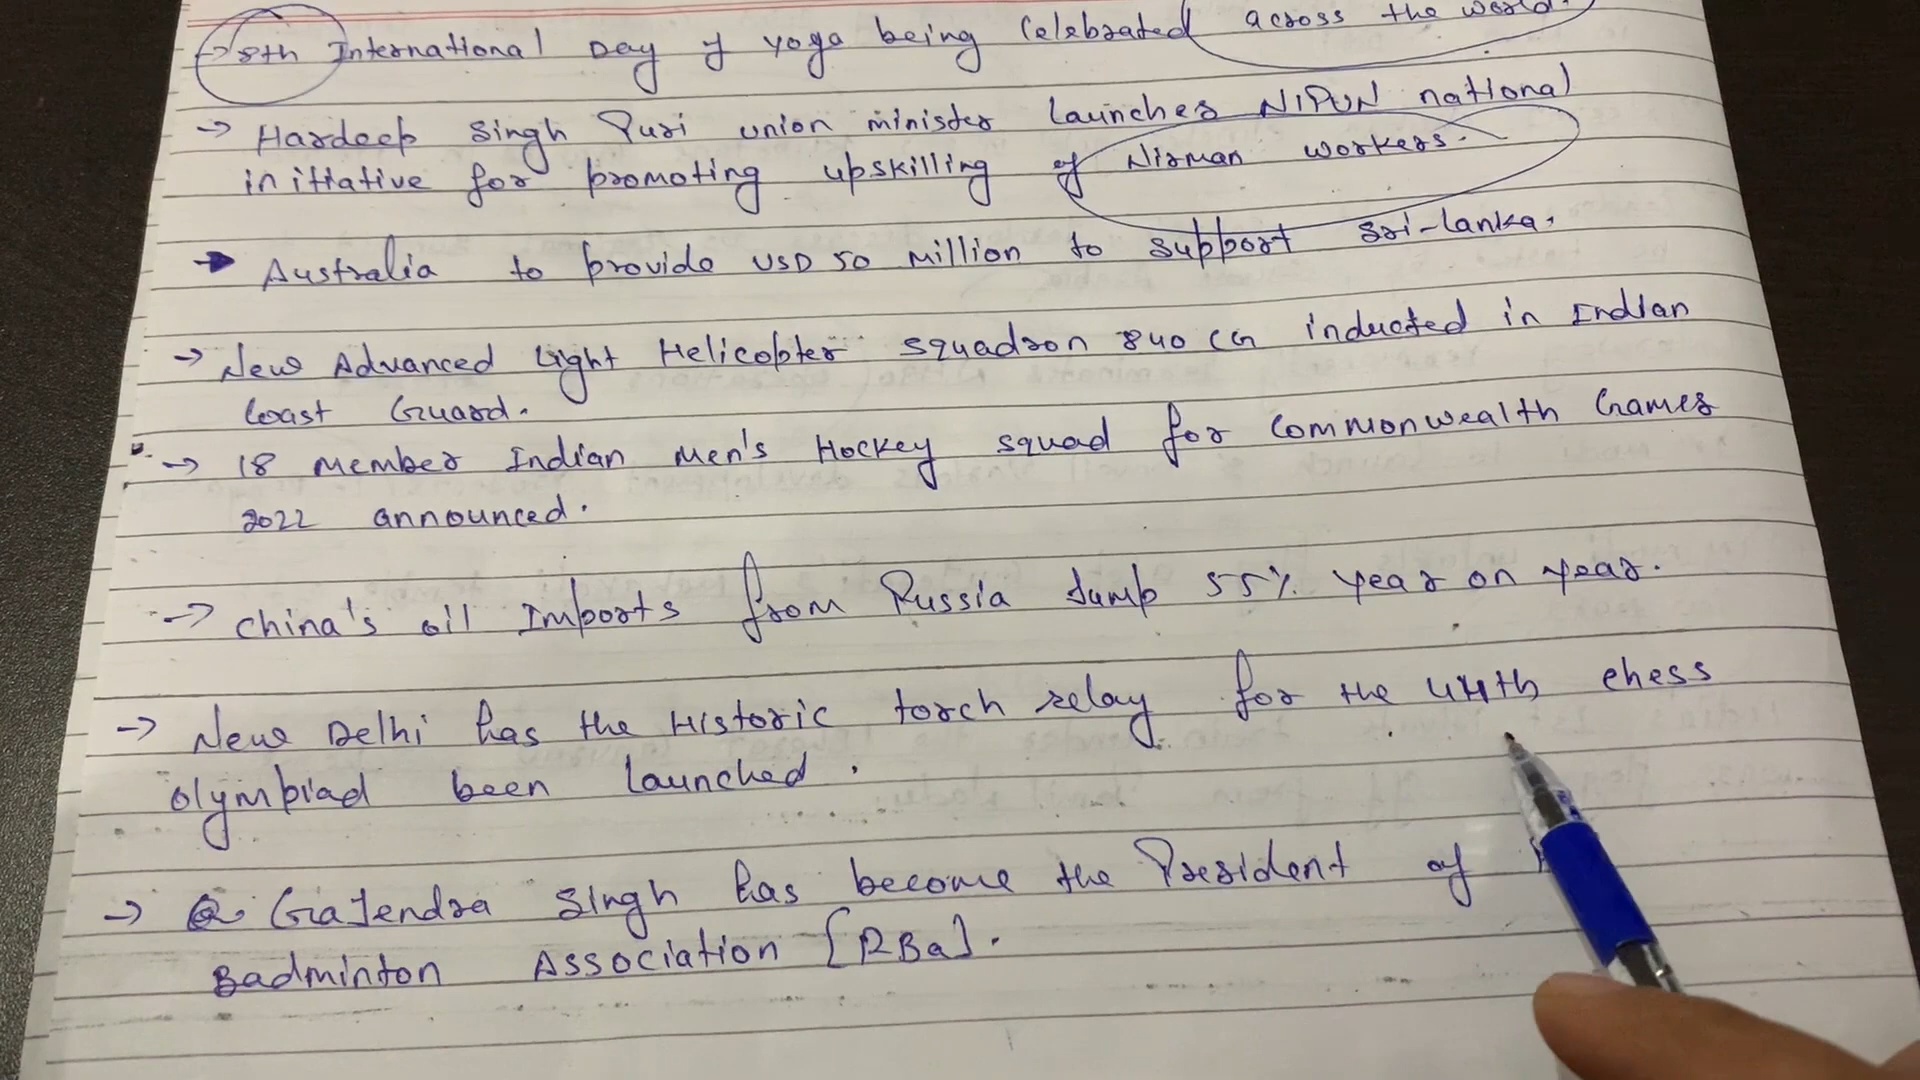 → 8th International Day of yoga being Celebrated across the world.
→ Hardeep Singh Puri union minister launches NIPUN national
initiative for promoting upskilling of Nirman workers.
→ Australia to provide USD 50 Million to support Sri-lanka.
→ New Advanced Light Helicopter squadron 840 CG inducted in Indian
Coast Guard.
→ 18 member Indian Men's Hockey squad for Commonwealth Games
2022 announced.
→ China's oil Imports from Russia Jump 55% year on year.
→ New Delhi has the Historic torch relay for the 44th chess
Olympiad been launched.
→ Gajendra Singh has become the President of
Badminton Association [RBa].